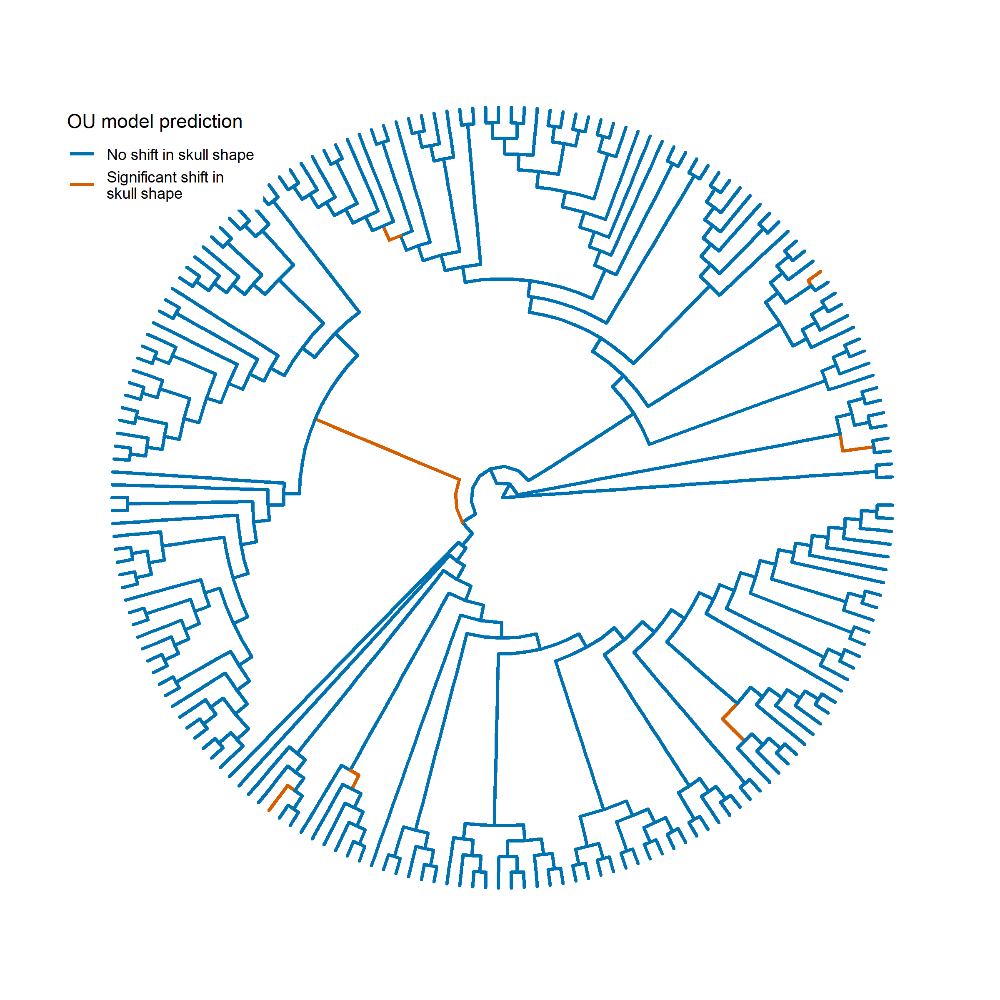 OU model prediction
No shift in skull shape
Significant shift in
skull shape